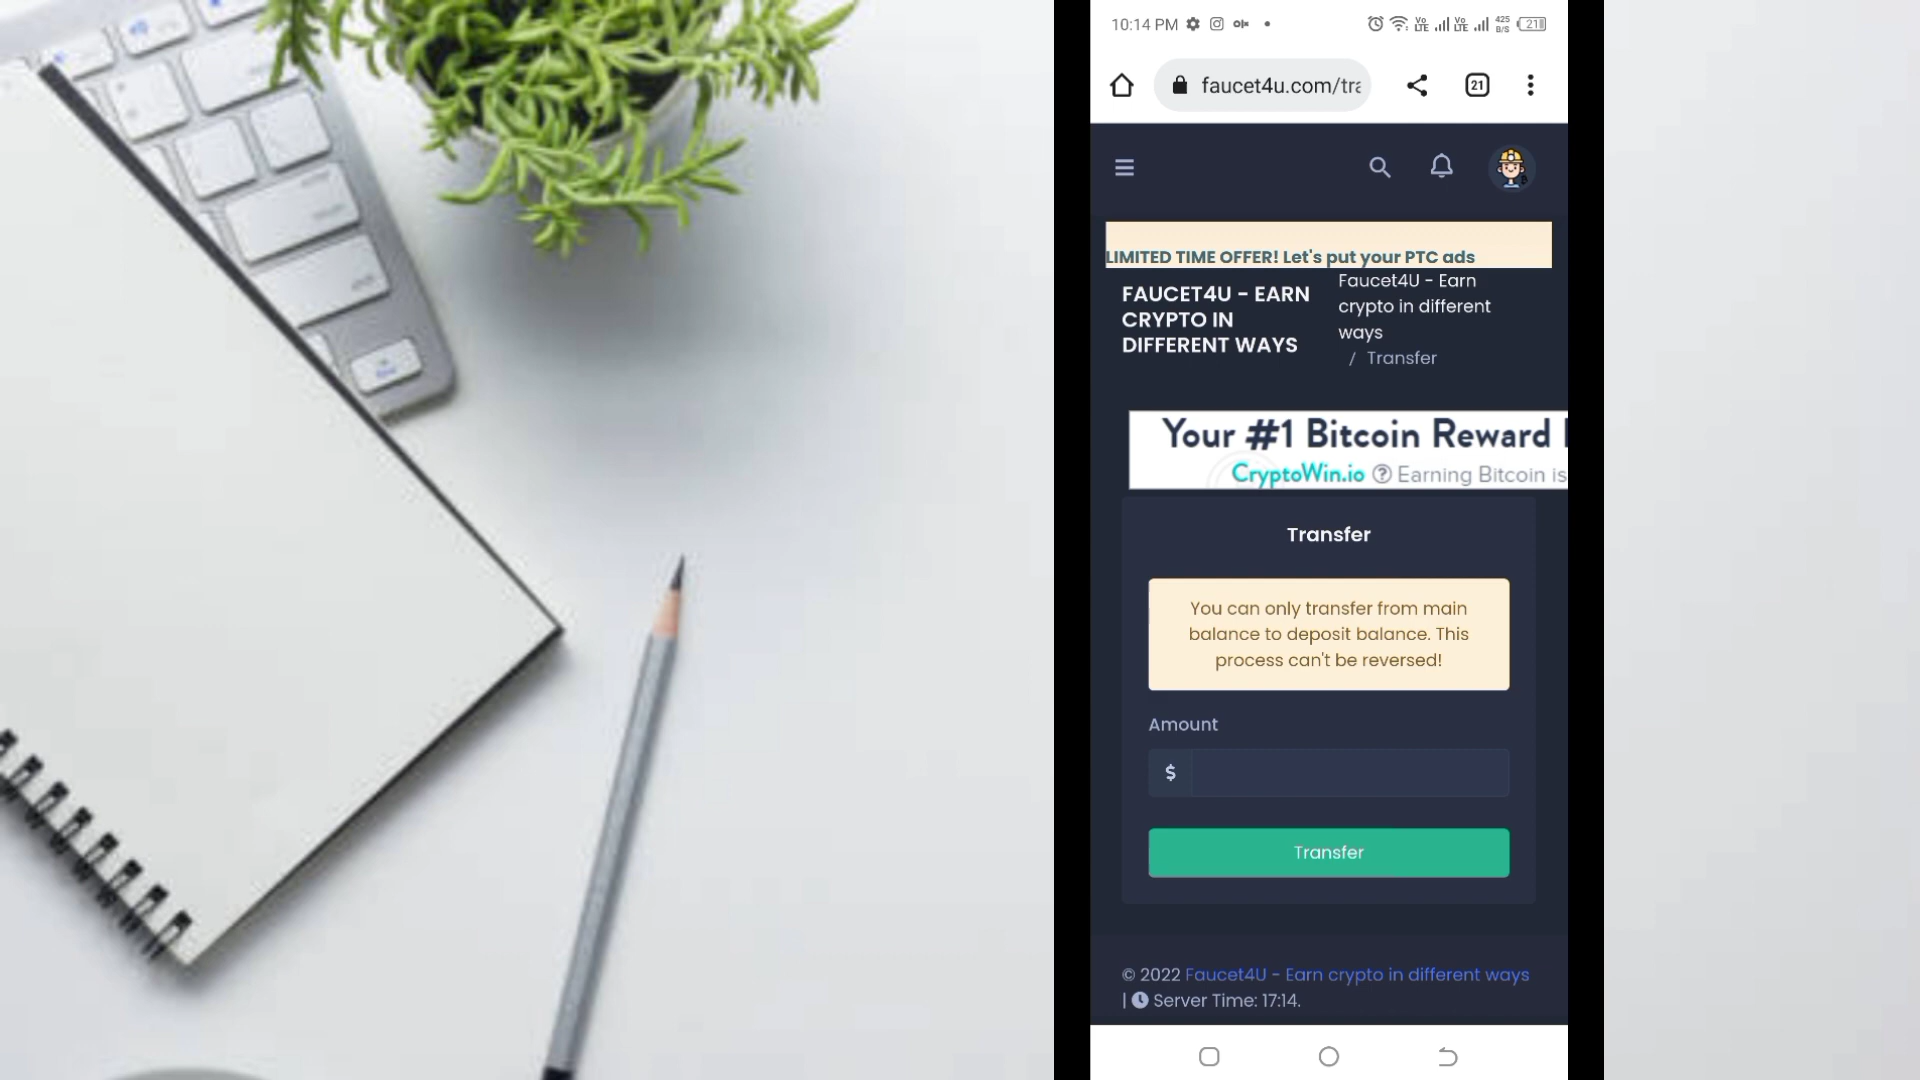 10:14 PM
425
B/S
21
faucet4u.com/tra
21
LIMITED TIME OFFER! Let's put your PTC ads
FAUCET4U - EARN
CRYPTO IN
DIFFERENT WAYS
Faucet4U - Earn
crypto in different
ways
/ Transfer
Your #1 Bitcoin Reward
CryptoWin.io ? Earning Bitcoin is
Transfer
You can only transfer from main
balance to deposit balance. This
process can't be reversed!
Amount
$
Transfer
© 2022 Faucet4U - Earn crypto in different ways
| Server Time: 17:14.